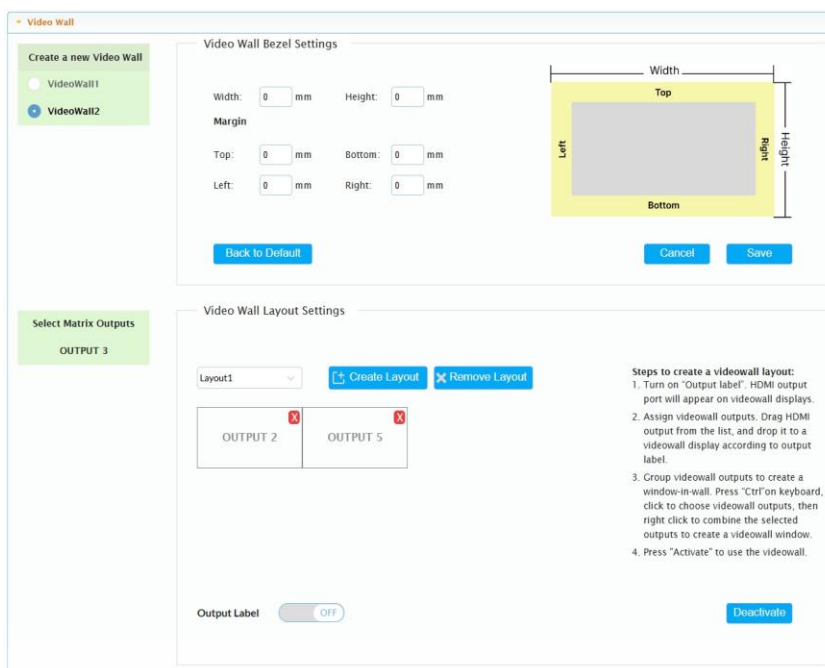 Video Wall
Create a new Video Wall
VideoWall1
VideoWall2
Video Wall Bezel Settings
Width: 0 mm Height: 0 mm
Margin
Top: 0 mm Bottom: 0 mm
Left: 0 mm Right: 0 mm
Width
Top
Left
Right
Height
Bottom
Back to Default
Cancel
Save
Select Matrix Outputs
OUTPUT 3
Video Wall Layout Settings
Layout1
Create Layout
X Remove Layout
X
OUTPUT 2
X
OUTPUT 5
Steps to create a videowall layout:
1. Turn on "Output label". HDMI output
port will appear on videowall displays.
2. Assign videowall outputs. Drag HDMI
output from the list, and drop it to a
videowall display according to output
label.
3. Group videowall outputs to create a
window-in-wall. Press "Ctrl"on keyboard,
click to choose videowall outputs, then
right click to combine the selected
outputs to create a videowall window.
4. Press "Activate" to use the videowall.
Output Label OFF
Deactivate